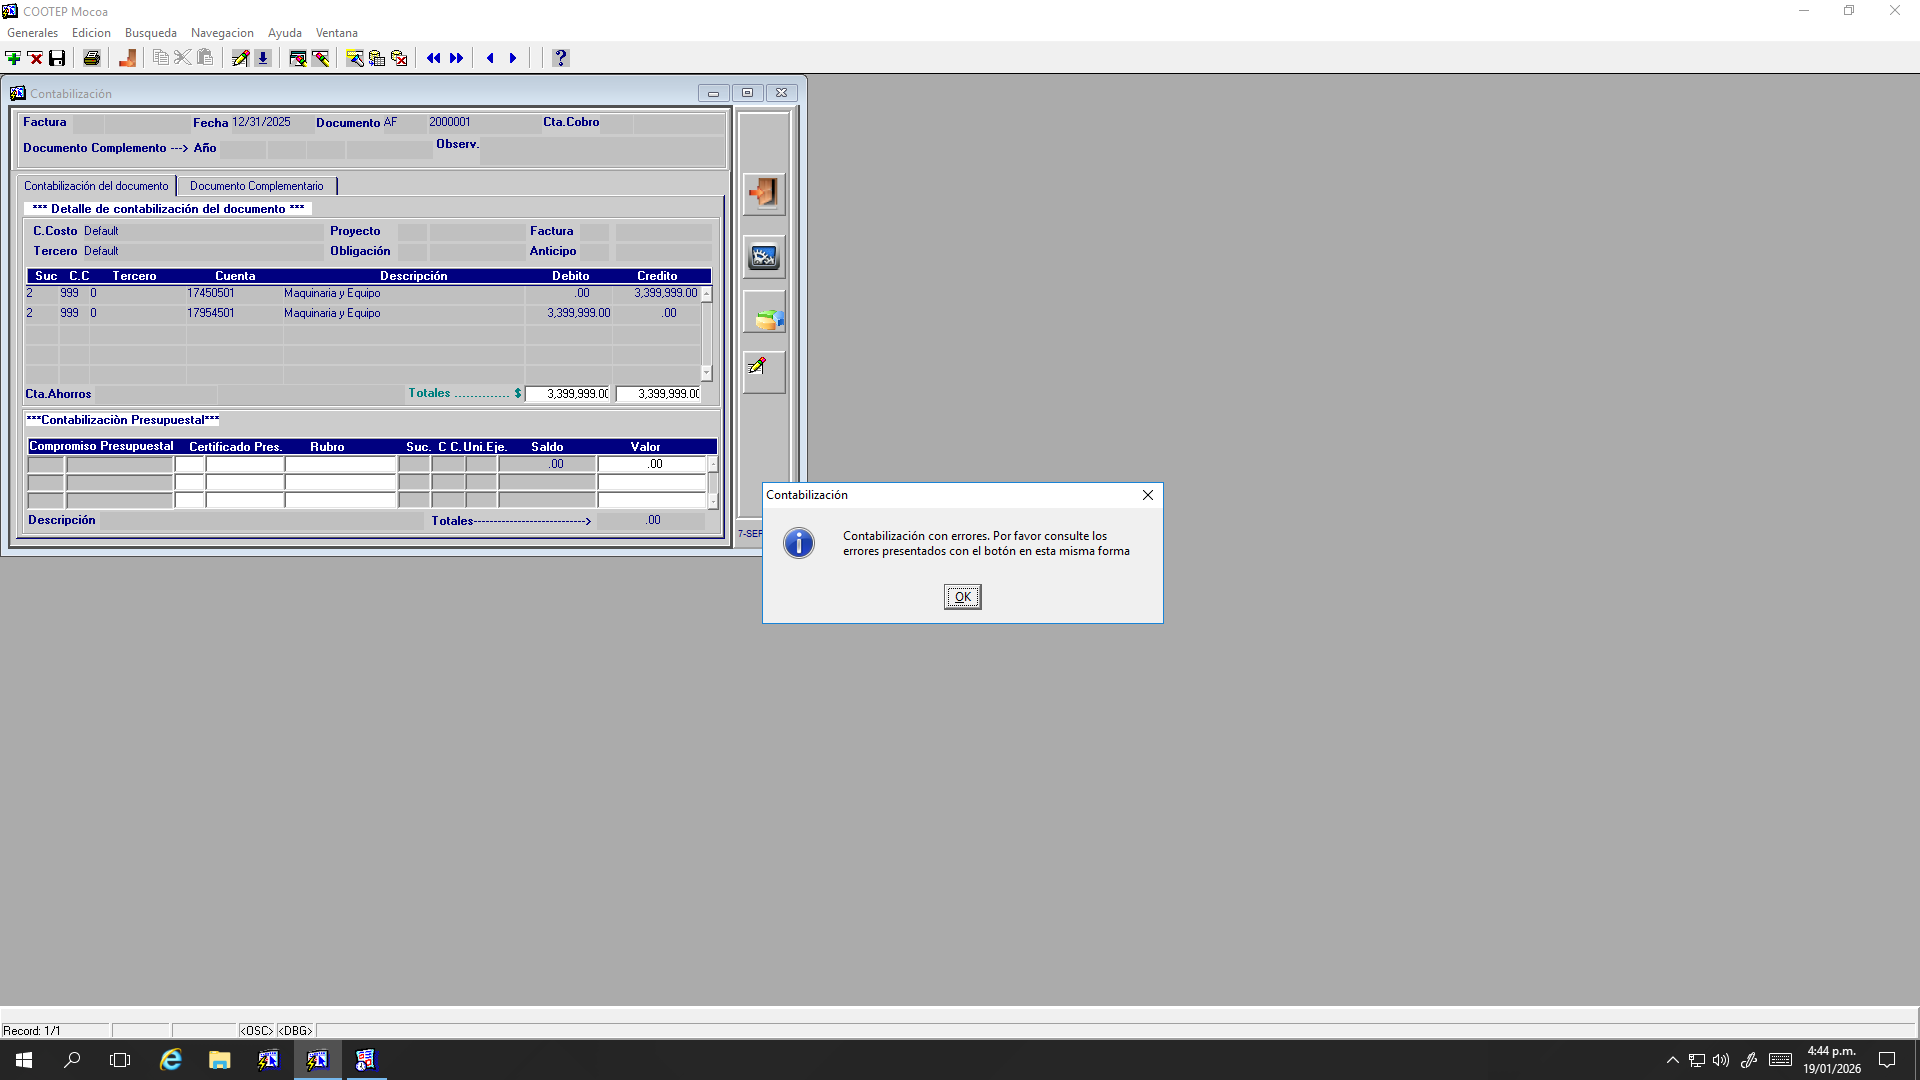 COOTEP Mocoa
Generales Edicion Busqueda Navegacion Ayuda Ventana
Contabilización
Factura Fecha 12/31/2025 Documento AF 2000001 Cta.Cobro
Documento Complemento ---> Año Observ.
Contabilización del documento Documento Complementario
*** Detalle de contabilización del documento ***
C.Costo Default Proyecto Factura
Tercero Default Obligación Anticipo
Suc C.C Tercero Cuenta Descripción Debito Credito
2 999 0 17450501 Maquinaria y Equipo .00 3,399,999.00
2 999 0 17954501 Maquinaria y Equipo 3,399,999.00 .00
Cta.Ahorros Totales .............. $ 3,399,999.00 3,399,999.00
***Contabilizaciòn Presupuestal***
Compromiso Presupuestal Certificado Pres. Rubro Suc. C C. Uni.Eje. Saldo Valor
.00 .00
Descripción Totales---------------------------> .00
7-SEP
Contabilización
Contabilización con errores. Por favor consulte los
errores presentados con el botón en esta misma forma
OK
Record: 1/1 <OSC> <DBG>
4:44 p.m.
19/01/2026